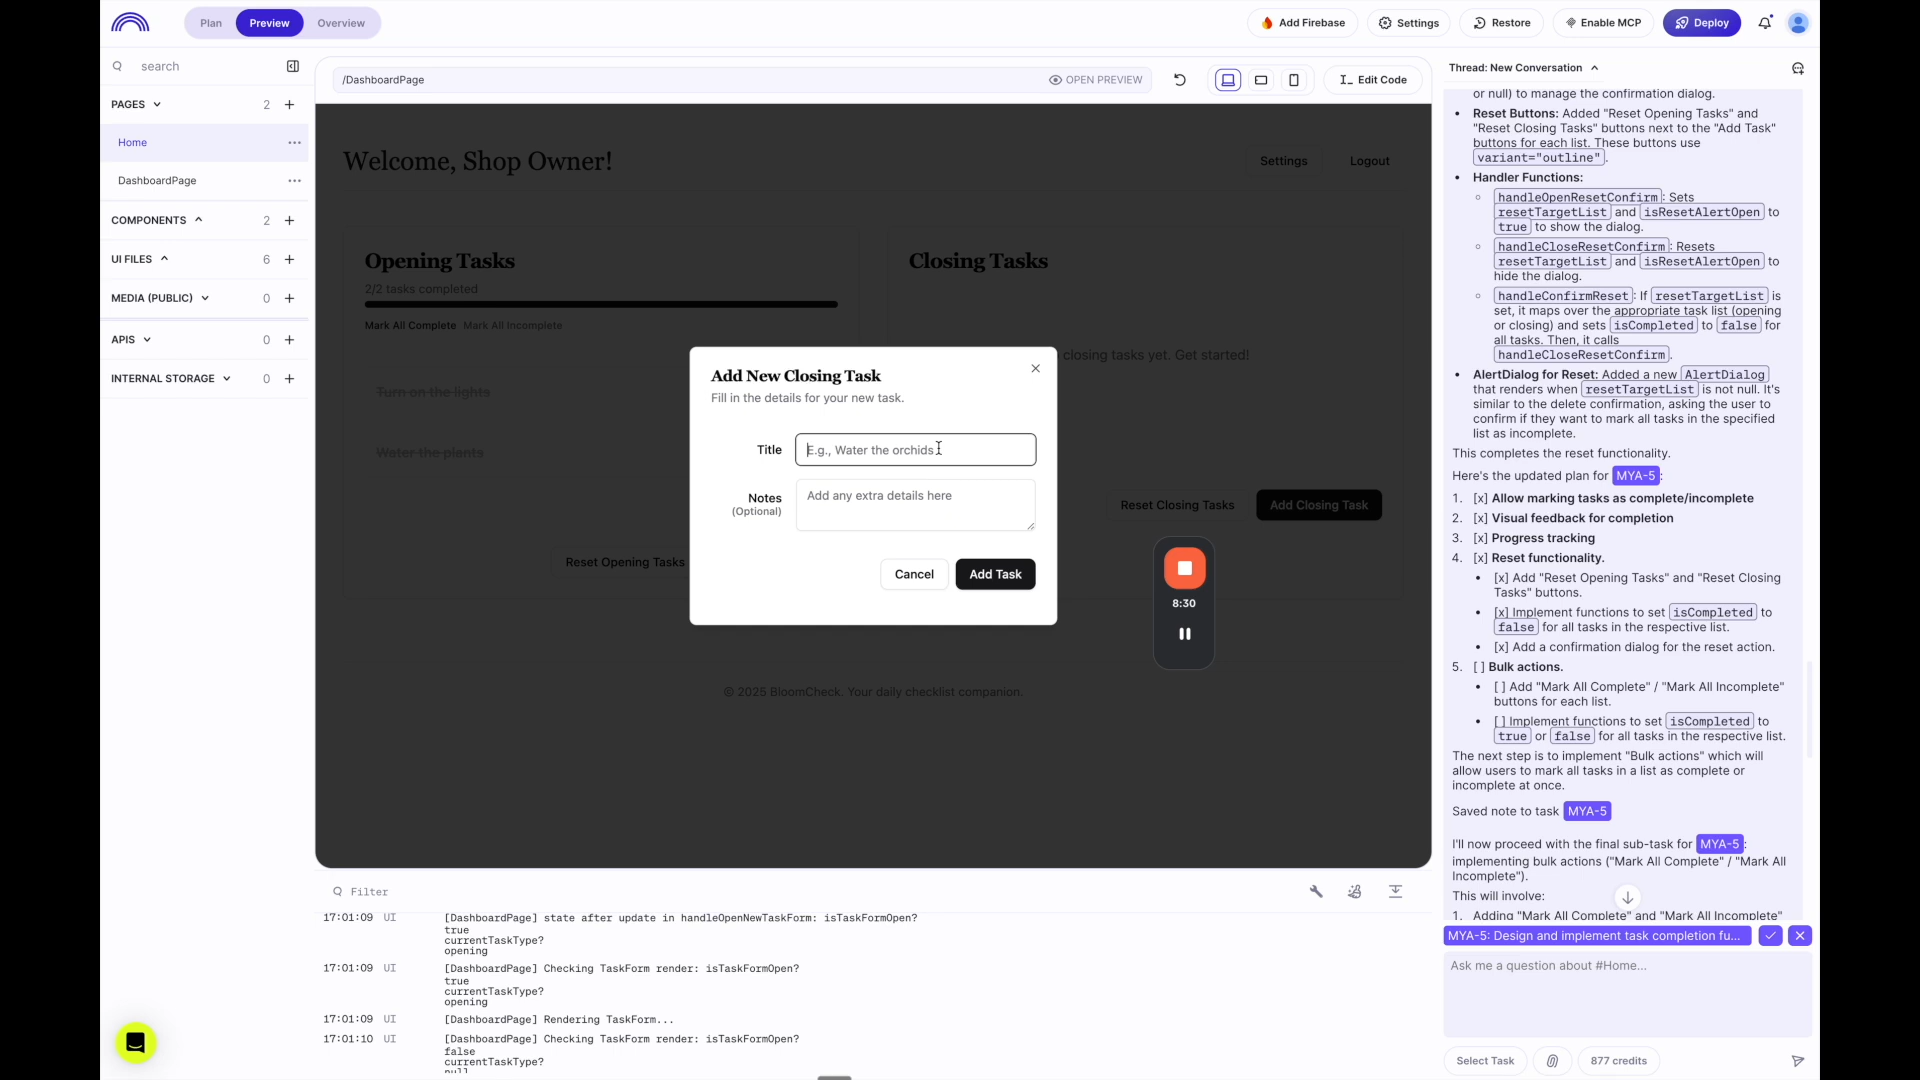 Plan
Preview
Overview
Add Firebase
Settings
Restore
Enable MCP
Deploy
search
PAGES
2
Home
DashboardPage
COMPONENTS
2
UI FILES
6
MEDIA (PUBLIC)
0
APIS
0
INTERNAL STORAGE
0
/DashboardPage
OPEN PREVIEW
Edit Code
Welcome, Shop Owner!
Settings
Logout
Opening Tasks
2/2 tasks completed
Mark All Complete Mark All Incomplete
Turn on the lights
Water the plants
Reset Opening Tasks
Closing Tasks
closing tasks yet. Get started!
Reset Closing Tasks
Add Closing Task
Add New Closing Task
Fill in the details for your new task.
Title
E.g., Water the orchids
Notes
(Optional)
Add any extra details here
Cancel
Add Task
8:30
© 2025 BloomCheck. Your daily checklist companion.
Filter
17:01:09 UI [DashboardPage] state after update in handleOpenNewTaskForm: isTaskFormOpen?
true
currentTaskType?
opening
17:01:09 UI [DashboardPage] Checking TaskForm render: isTaskFormOpen?
true
currentTaskType?
opening
17:01:09 UI [DashboardPage] Rendering TaskForm...
17:01:10 UI [DashboardPage] Checking TaskForm render: isTaskFormOpen?
false
currentTaskType?
null
Thread: New Conversation
or null) to manage the confirmation dialog.
• Reset Buttons: Added "Reset Opening Tasks" and
"Reset Closing Tasks" buttons next to the "Add Task"
buttons for each list. These buttons use
variant="outline".
• Handler Functions:
◦ handleOpenResetConfirm: Sets
resetTargetList and isResetAlertOpen to
true to show the dialog.
◦ handleCloseResetConfirm: Resets
resetTargetList and isResetAlertOpen to
hide the dialog.
◦ handleConfirmReset: If resetTargetList is
set, it maps over the appropriate task list (opening
or closing) and sets isCompleted to false for
all tasks. Then, it calls
handleCloseResetConfirm.
• AlertDialog for Reset: Added a new AlertDialog
that renders when resetTargetList is not null. It's
similar to the delete confirmation, asking the user to
confirm if they want to mark all tasks in the specified
list as incomplete.
This completes the reset functionality.
Here's the updated plan for MYA-5:
1. [x] Allow marking tasks as complete/incomplete
2. [x] Visual feedback for completion
3. [x] Progress tracking
4. [x] Reset functionality.
• [x] Add "Reset Opening Tasks" and "Reset Closing
Tasks" buttons.
• [x] Implement functions to set isCompleted to
false for all tasks in the respective list.
• [x] Add a confirmation dialog for the reset action.
5. [ ] Bulk actions.
• [ ] Add "Mark All Complete" / "Mark All Incomplete"
buttons for each list.
• [ ] Implement functions to set isCompleted to
true or false for all tasks in the respective list.
The next step is to implement "Bulk actions" which will
allow users to mark all tasks in a list as complete or
incomplete at once.
Saved note to task MYA-5
I'll now proceed with the final sub-task for MYA-5:
implementing bulk actions ("Mark All Complete" / "Mark All
Incomplete").
This will involve:
1. Adding "Mark All Complete" and "Mark All Incomplete"
MYA-5: Design and implement task completion fu...
Ask me a question about #Home...
Select Task
877 credits